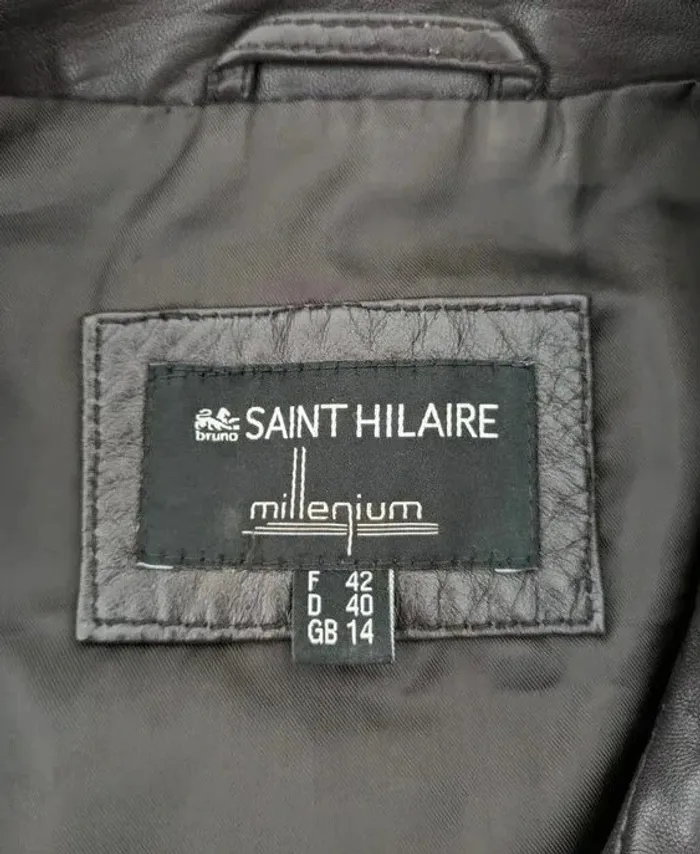 bruno SAINT HILAIRE
millenium
F 42
D 40
GB 14